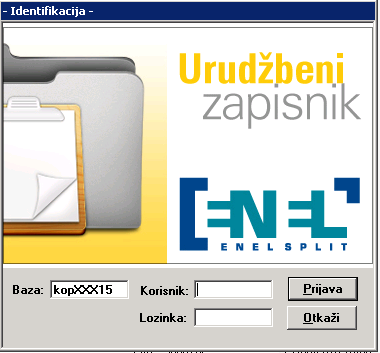 - Identifikacija -
Urudžbeni
zapisnik
ENEL
ENEL SPLIT
Baza: kopXXX15 Korisnik: Prijava
Lozinka: Otkaži